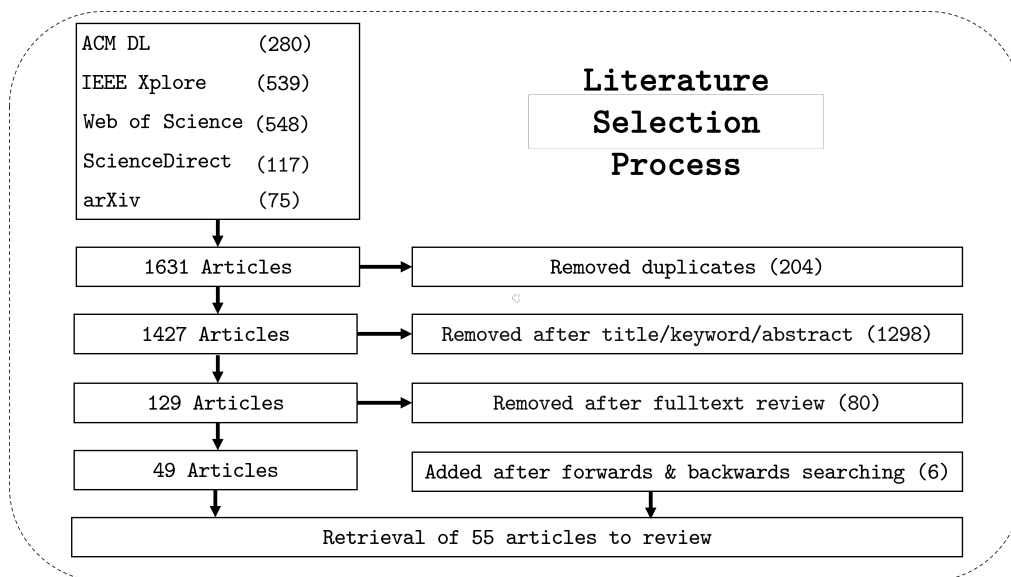 ACM DL (280)
IEEE Xplore (539)
Web of Science (548)
ScienceDirect (117)
arXiv (75)
Literature
Selection
Process
1631 Articles
Removed duplicates (204)
©
1427 Articles
Removed after title/keyword/abstract (1298)
129 Articles
Removed after fulltext review (80)
49 Articles
Added after forwards & backwards searching (6)
Retrieval of 55 articles to review